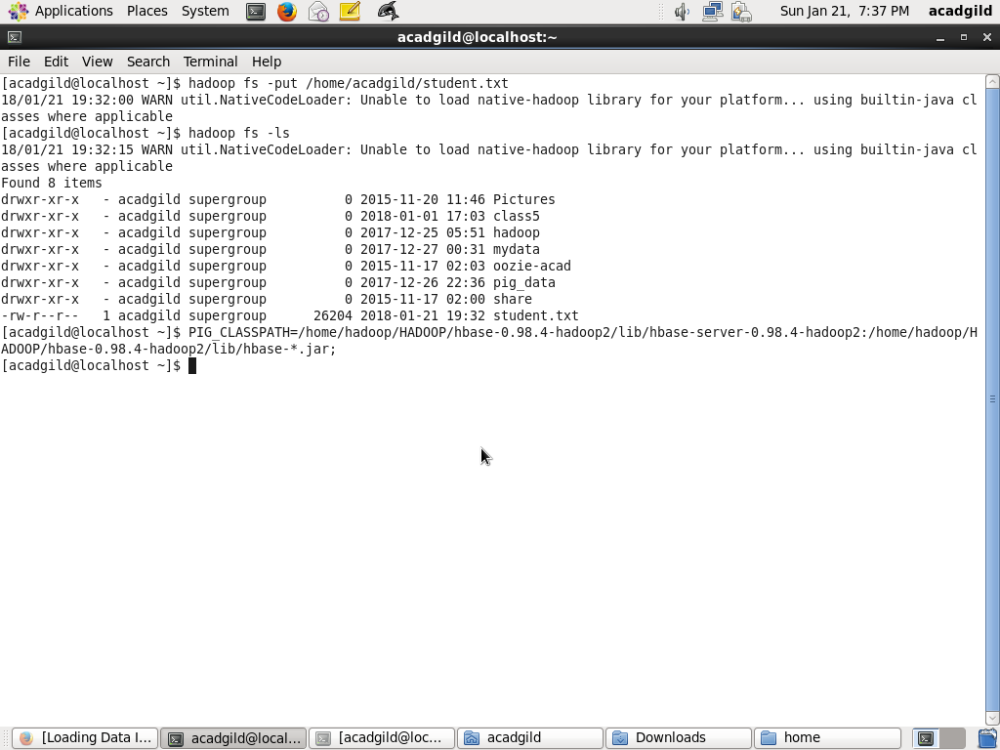 Applications Places System
Sun Jan 21, 7:37 PM acadgild
acadgild@localhost:~
File Edit View Search Terminal Help
[acadgild@localhost ~]$ hadoop fs -put /home/acadgild/student.txt
18/01/21 19:32:00 WARN util.NativeCodeLoader: Unable to load native-hadoop library for your platform... using builtin-java cl
asses where applicable
[acadgild@localhost ~]$ hadoop fs -ls
18/01/21 19:32:15 WARN util.NativeCodeLoader: Unable to load native-hadoop library for your platform... using builtin-java cl
asses where applicable
Found 8 items
drwxr-xr-x   - acadgild supergroup          0 2015-11-20 11:46 Pictures
drwxr-xr-x   - acadgild supergroup          0 2018-01-01 17:03 class5
drwxr-xr-x   - acadgild supergroup          0 2017-12-25 05:51 hadoop
drwxr-xr-x   - acadgild supergroup          0 2017-12-27 00:31 mydata
drwxr-xr-x   - acadgild supergroup          0 2015-11-17 02:03 oozie-acad
drwxr-xr-x   - acadgild supergroup          0 2017-12-26 22:36 pig_data
drwxr-xr-x   - acadgild supergroup          0 2015-11-17 02:00 share
-rw-r--r--   1 acadgild supergroup      26204 2018-01-21 19:32 student.txt
[acadgild@localhost ~]$ PIG_CLASSPATH=/home/hadoop/HADOOP/hbase-0.98.4-hadoop2/lib/hbase-server-0.98.4-hadoop2:/home/hadoop/H
ADOOP/hbase-0.98.4-hadoop2/lib/hbase-*.jar;
[acadgild@localhost ~]$
[Loading Data I... acadgild@local... [acadgild@loc... acadgild Downloads home